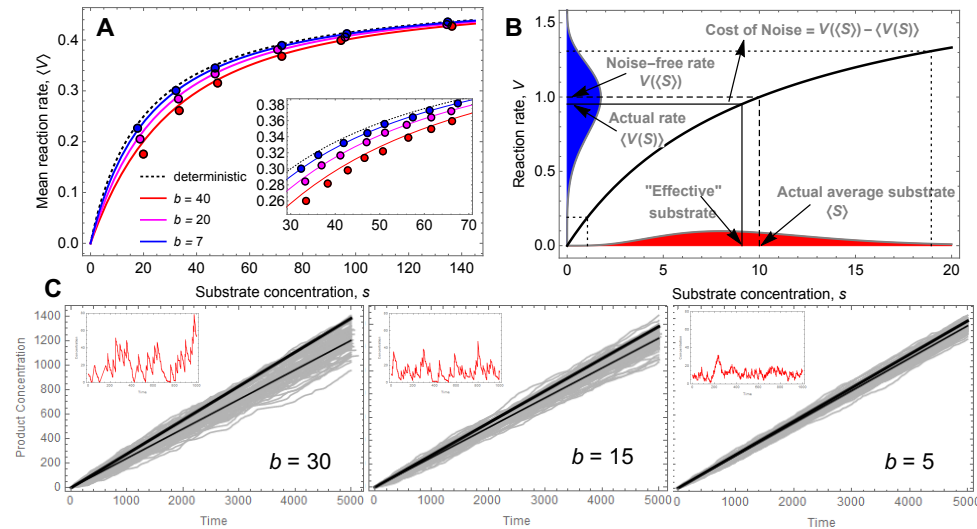 A
Mean reaction rate, ⟨V⟩
0.4
0.3
0.2
0.1
0.0
0 20 40 60 80 100 120 140
Substrate concentration, s
deterministic
b = 40
b = 20
b = 7
0.38
0.36
0.34
0.32
0.30
0.28
0.26
30 40 50 60 70
B
Reaction rate, V
1.5
1.0
0.5
0.0
0 5 10 15 20
Substrate concentration, s
Cost of Noise = V(⟨S⟩) – ⟨V(S)⟩
Noise–free rate
V(⟨S⟩)
Actual rate
⟨V(S)⟩
"Effective"
substrate
Actual average substrate
⟨S⟩
C
Product Concentration
1400
1200
1000
800
600
400
200
0
0 1000 2000 3000 4000 5000
Time
b = 30
Time
0 1000 2000 3000 4000 5000
Time
b = 15
Time
0 1000 2000 3000 4000 5000
Time
b = 5
Time